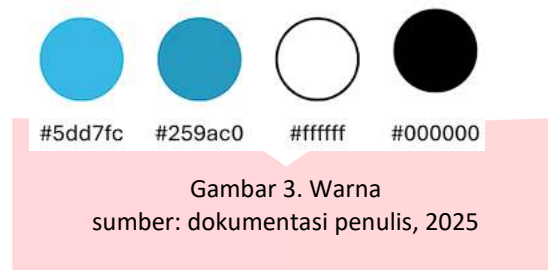 #5dd7fc #259ac0 #ffffff #000000
Gambar 3. Warna
sumber: dokumentasi penulis, 2025